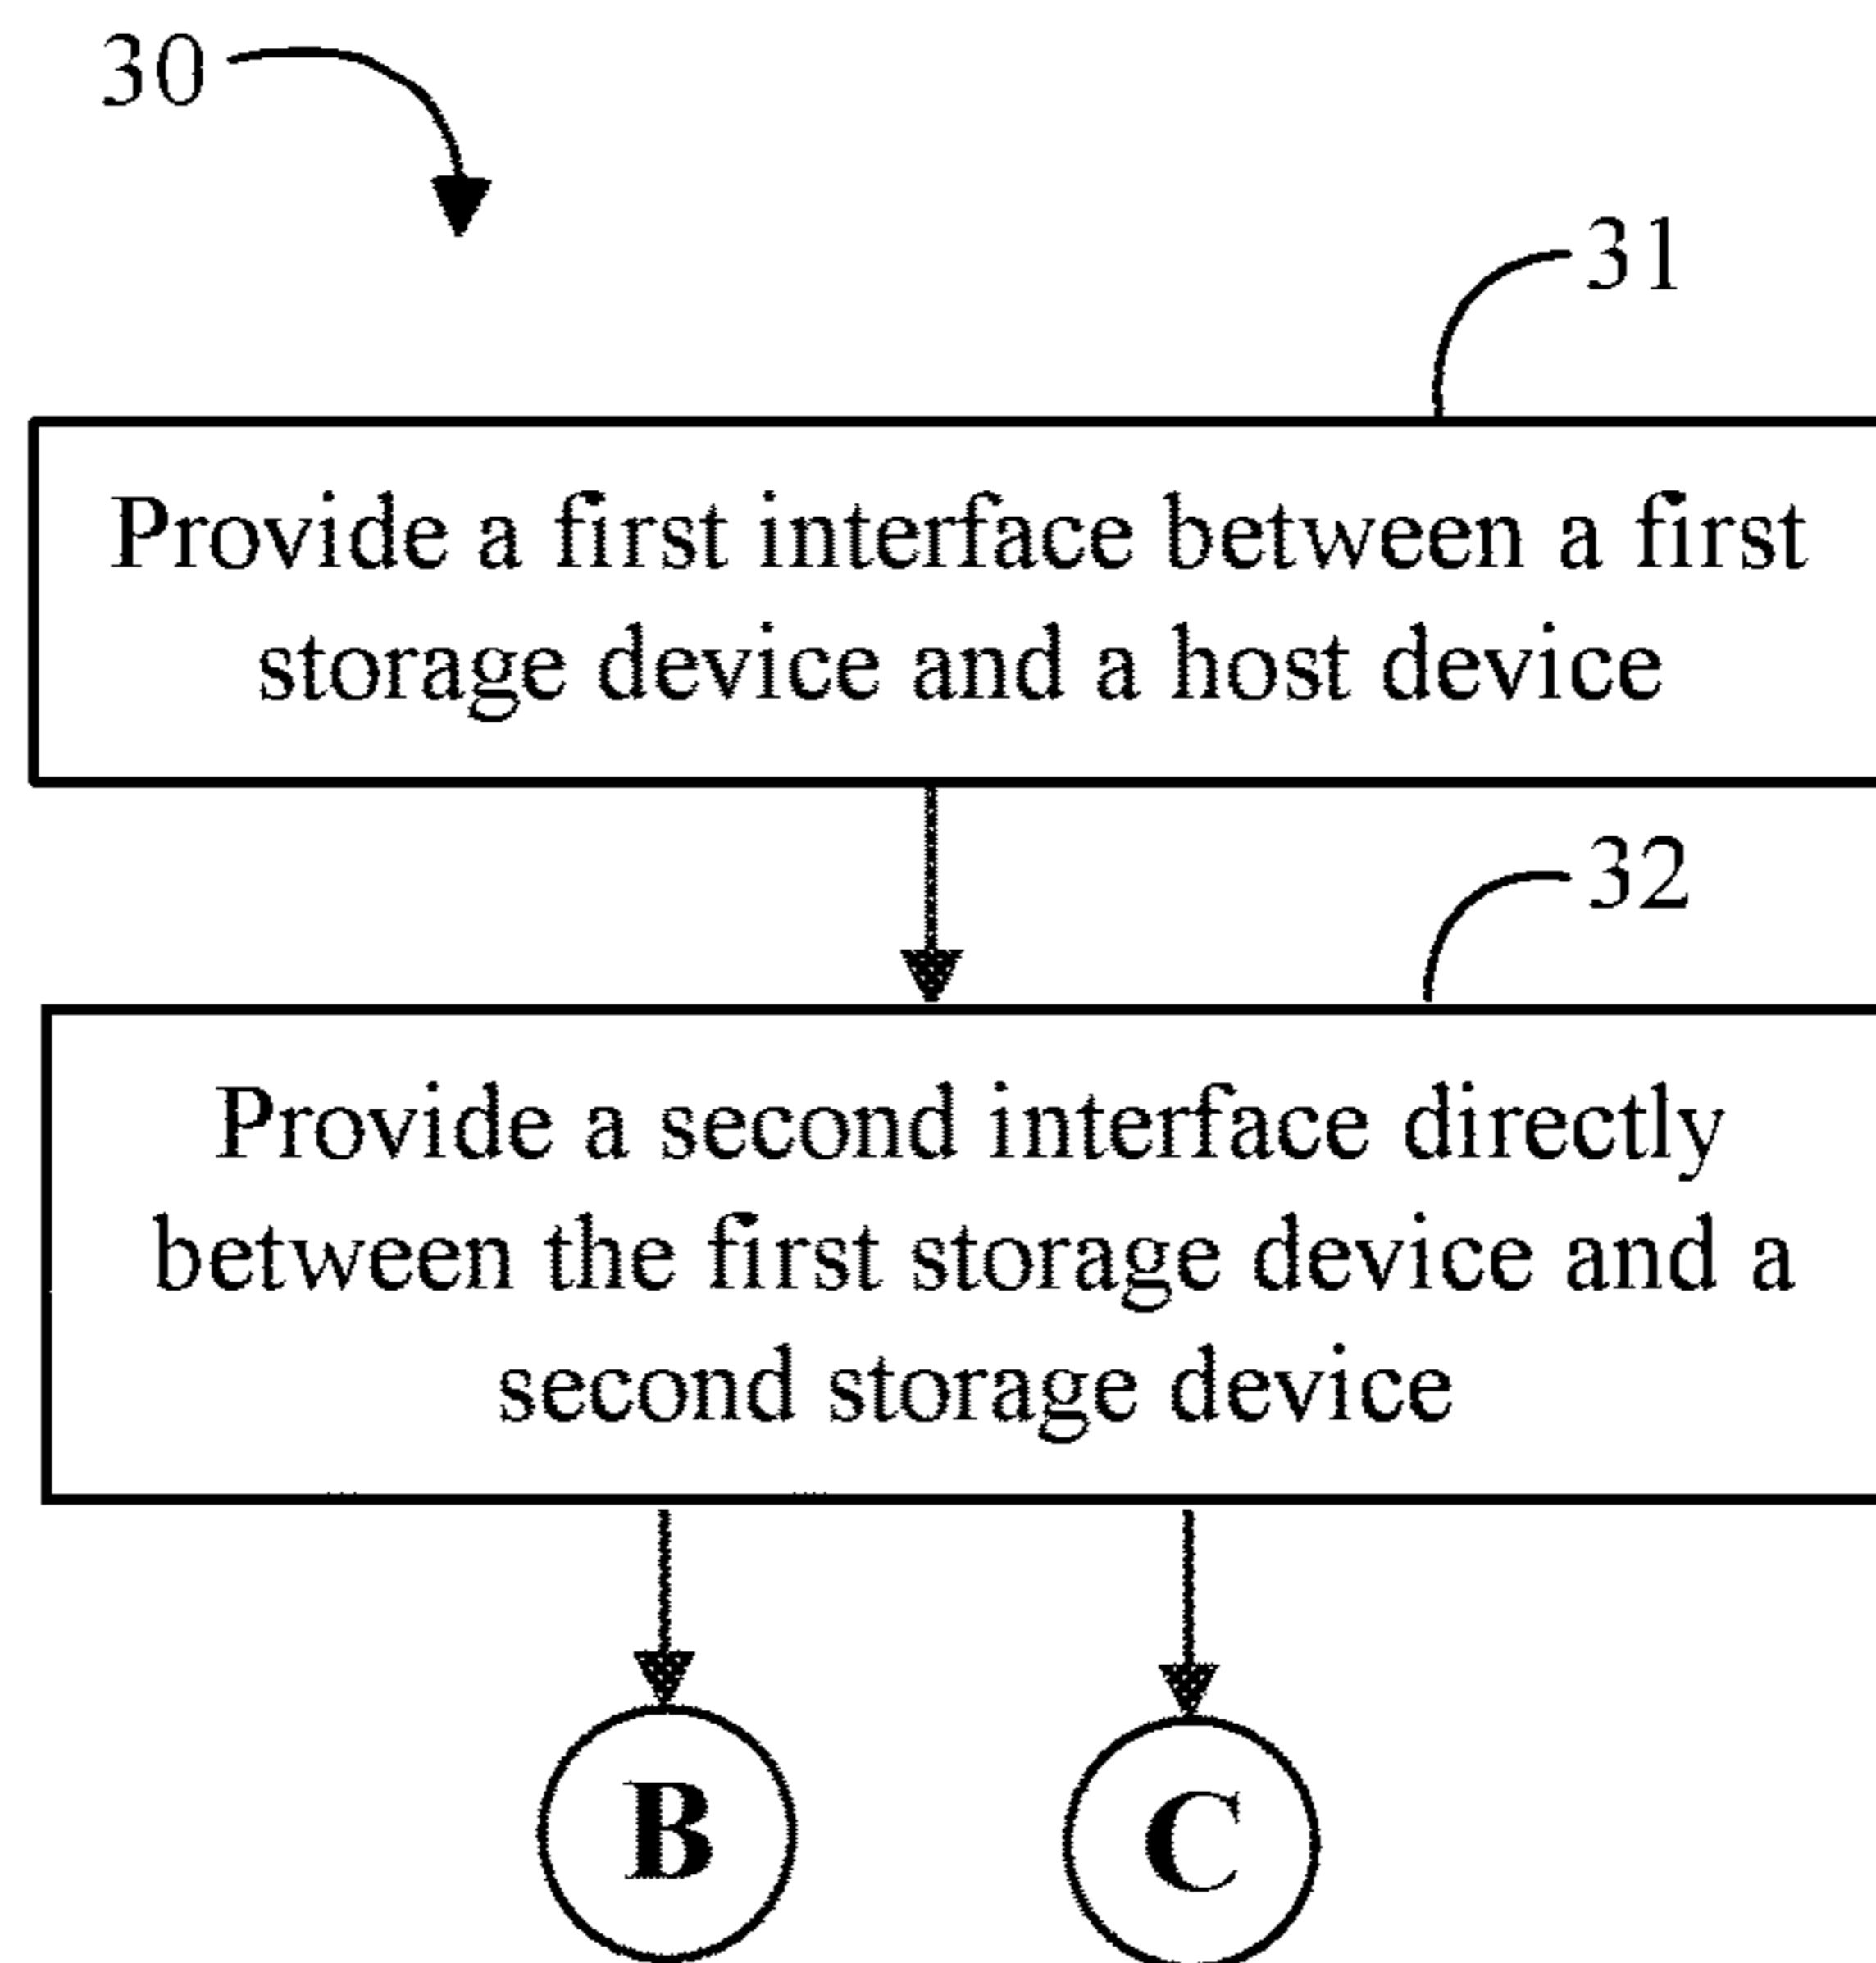 30
31
Provide a first interface between a first
storage device and a host device
32
Provide a second interface directly
between the first storage device and a
second storage device
B
C